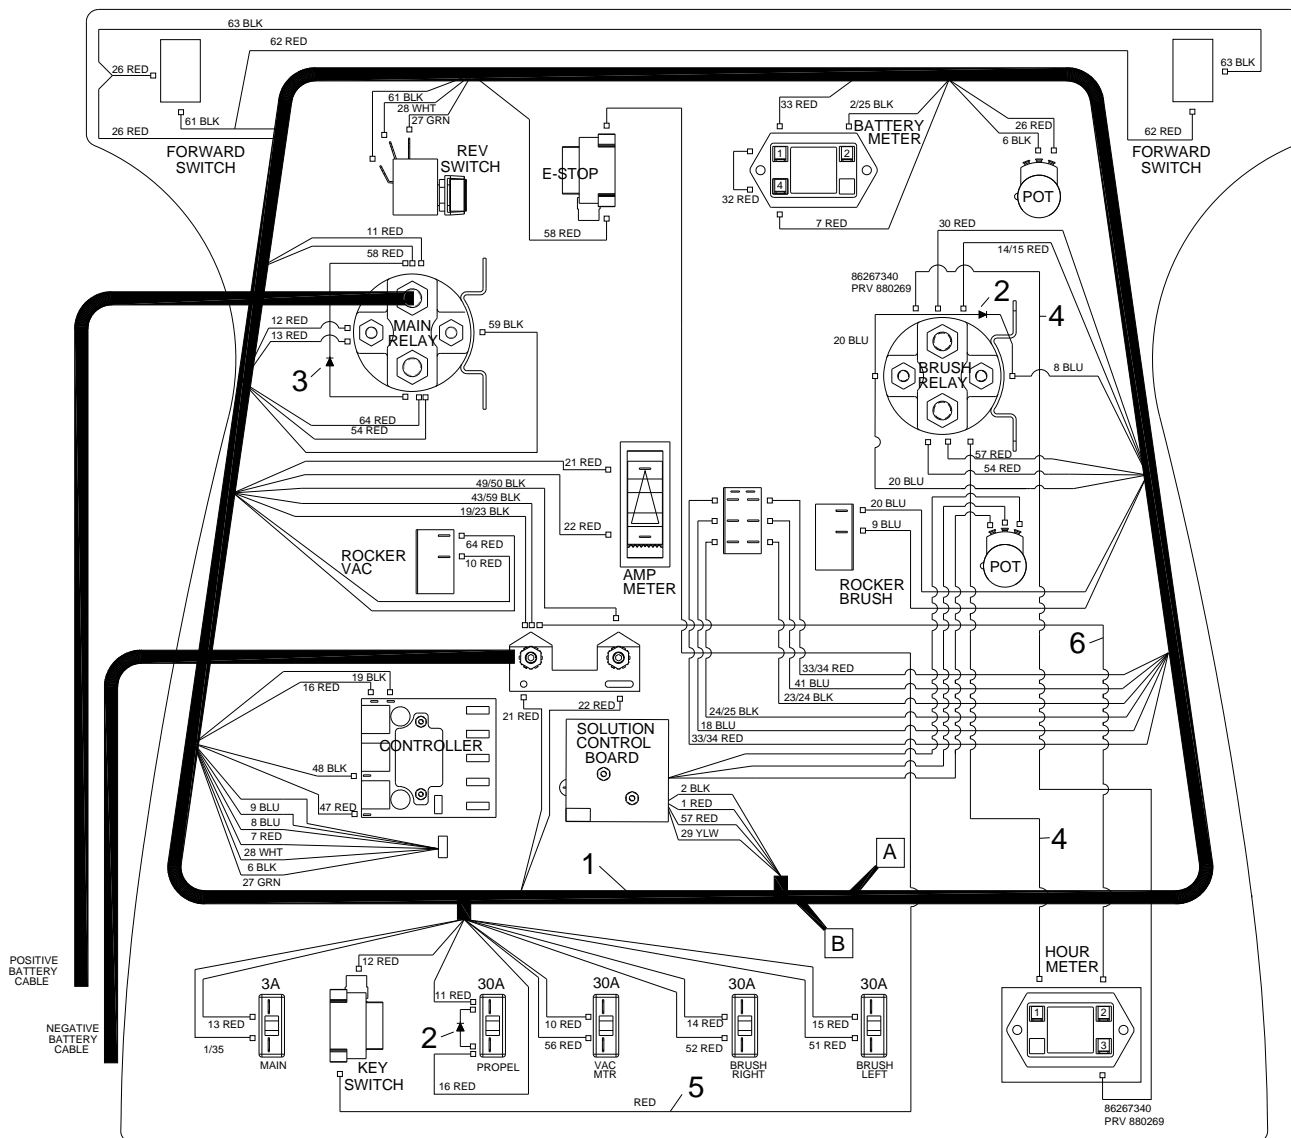 63 BLK
62 RED
26 RED
61 BLK
26 RED
FORWARD
SWITCH
61 BLK
28 WHT
27 GRN
REV
SWITCH
E-STOP
58 RED
33 RED
2/25 BLK
BATTERY
METER
1
2
4
32 RED
7 RED
26 RED
6 BLK
POT
63 BLK
62 RED
FORWARD
SWITCH
11 RED
58 RED
12 RED
13 RED
MAIN
RELAY
59 BLK
3
64 RED
54 RED
30 RED
14/15 RED
86267340
PRV 880269
2
4
20 BLU
8 BLU
BRUSH
RELAY
57 RED
54 RED
20 BLU
21 RED
49/50 BLK
43/59 BLK
19/23 BLK
22 RED
ROCKER
VAC
64 RED
10 RED
AMP
METER
20 BLU
9 BLU
ROCKER
BRUSH
POT
6
33/34 RED
41 BLU
23/24 BLK
24/25 BLK
18 BLU
33/34 RED
19 BLK
16 RED
21 RED
22 RED
CONTROLLER
48 BLK
47 RED
9 BLU
8 BLU
7 RED
28 WHT
6 BLK
27 GRN
SOLUTION
CONTROL
BOARD
2 BLK
1 RED
57 RED
29 YLW
1
A
B
4
POSITIVE
BATTERY
CABLE
NEGATIVE
BATTERY
CABLE
3A
13 RED
1/35
MAIN
12 RED
KEY
SWITCH
30A
11 RED
2
PROPEL
16 RED
30A
10 RED
56 RED
VAC
MTR
30A
14 RED
52 RED
BRUSH
RIGHT
30A
15 RED
51 RED
BRUSH
LEFT
RED
5
HOUR
METER
1
2
3
86267340
PRV 880269